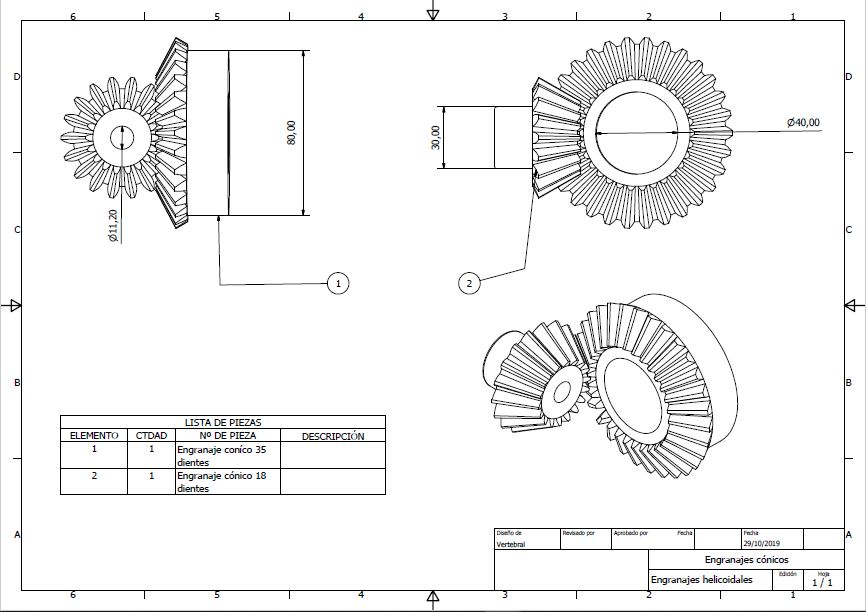 6 5 4 3 2 1
D D
80,00
30,00
Ø40,00
Ø11,20
C C
1
2
B B
LISTA DE PIEZAS
ELEMENTO CTDAD Nº DE PIEZA DESCRIPCIÓN
1 1 Engranaje coníco 35
dientes
2 1 Engranaje cónico 18
dientes
A A
Diseño de Revisado por Aprobado por Fecha Fecha
Vertebral 29/10/2019
Engranajes cónicos
Engranajes helicoidales
Edición Hoja
1 / 1
6 5 4 3 2 1